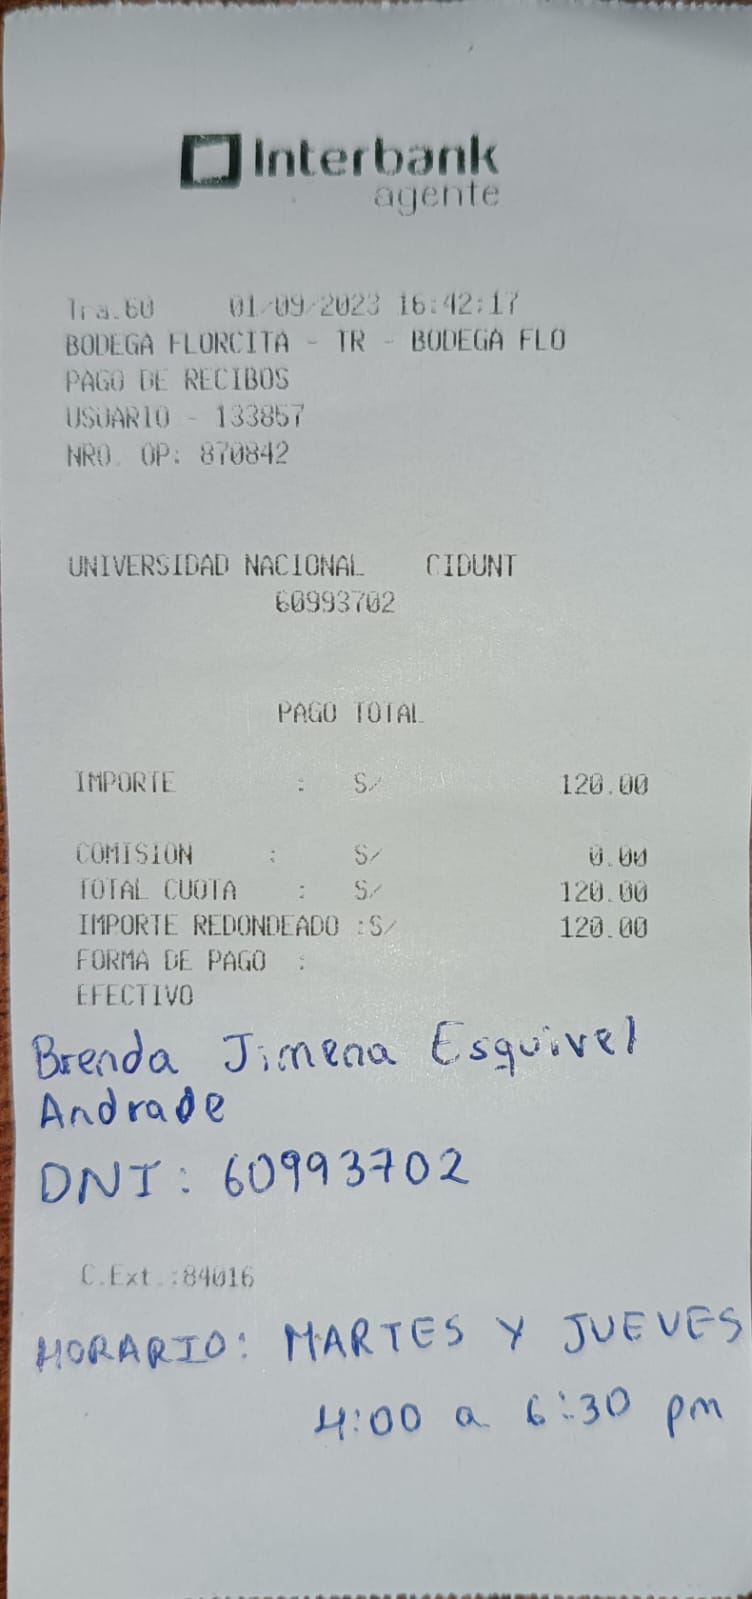 Interbank
agente
Tra.60 01/09/2023 16:42:17
BODEGA FLORCITA - TR - BODEGA FLO
PAGO DE RECIBOS
USUARIO - 133857
NRO. OP: 870842
UNIVERSIDAD NACIONAL CIDUNT
60993702
PAGO TOTAL
IMPORTE : S/ 120.00
COMISION : S/ 0.00
TOTAL CUOTA : S/ 120.00
IMPORTE REDONDEADO :S/ 120.00
FORMA DE PAGO :
EFECTIVO
Brenda Jimena Esquivel
Andrade
DNI: 60993702
C.Ext.:84016
HORARIO: MARTES Y JUEVES
4:00 a 6:30 pm